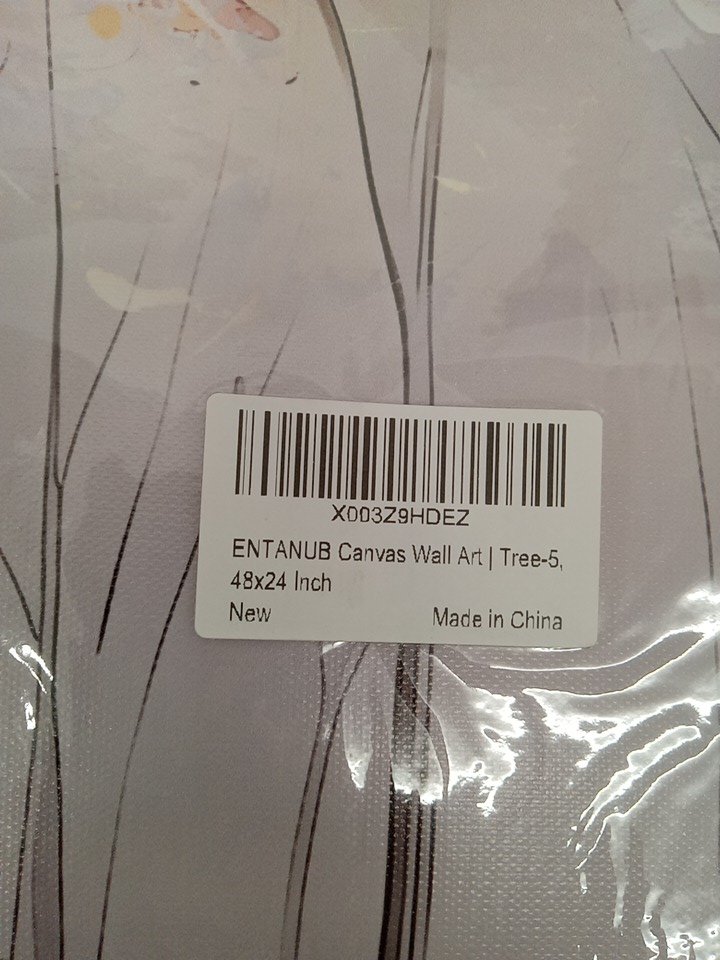 X003Z9HDEZ
ENTANUB Canvas Wall Art | Tree-5,
48x24 Inch
New Made in China